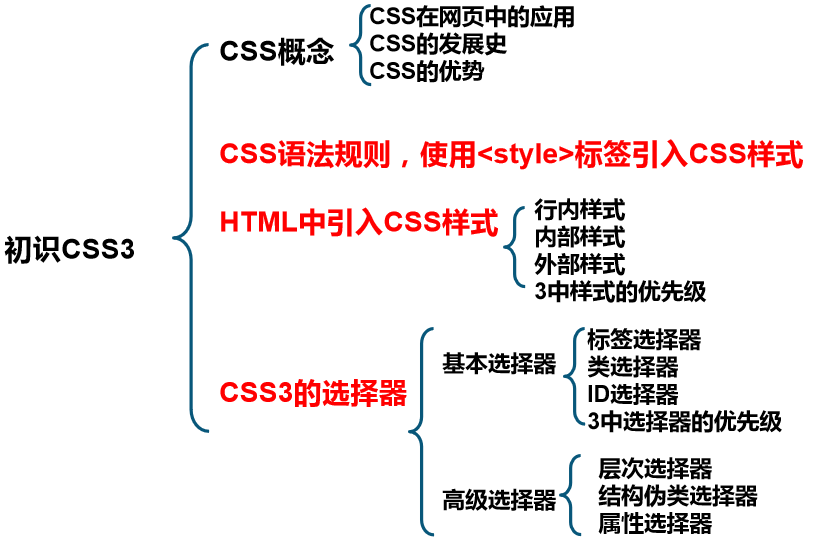 初识CSS3
CSS概念
CSS在网页中的应用
CSS的发展史
CSS的优势
CSS语法规则，使用<style>标签引入CSS样式
HTML中引入CSS样式
行内样式
内部样式
外部样式
3中样式的优先级
CSS3的选择器
基本选择器
标签选择器
类选择器
ID选择器
3中选择器的优先级
高级选择器
层次选择器
结构伪类选择器
属性选择器